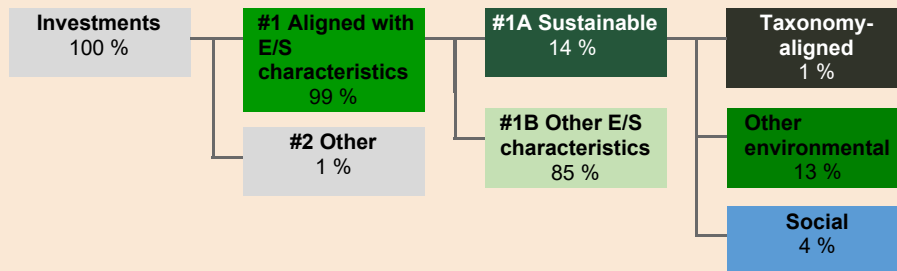 Investments
100 %
#1 Aligned with
E/S
characteristics
99 %
#2 Other
1 %
#1A Sustainable
14 %
#1B Other E/S
characteristics
85 %
Taxonomy-
aligned
1 %
Other
environmental
13 %
Social
4 %